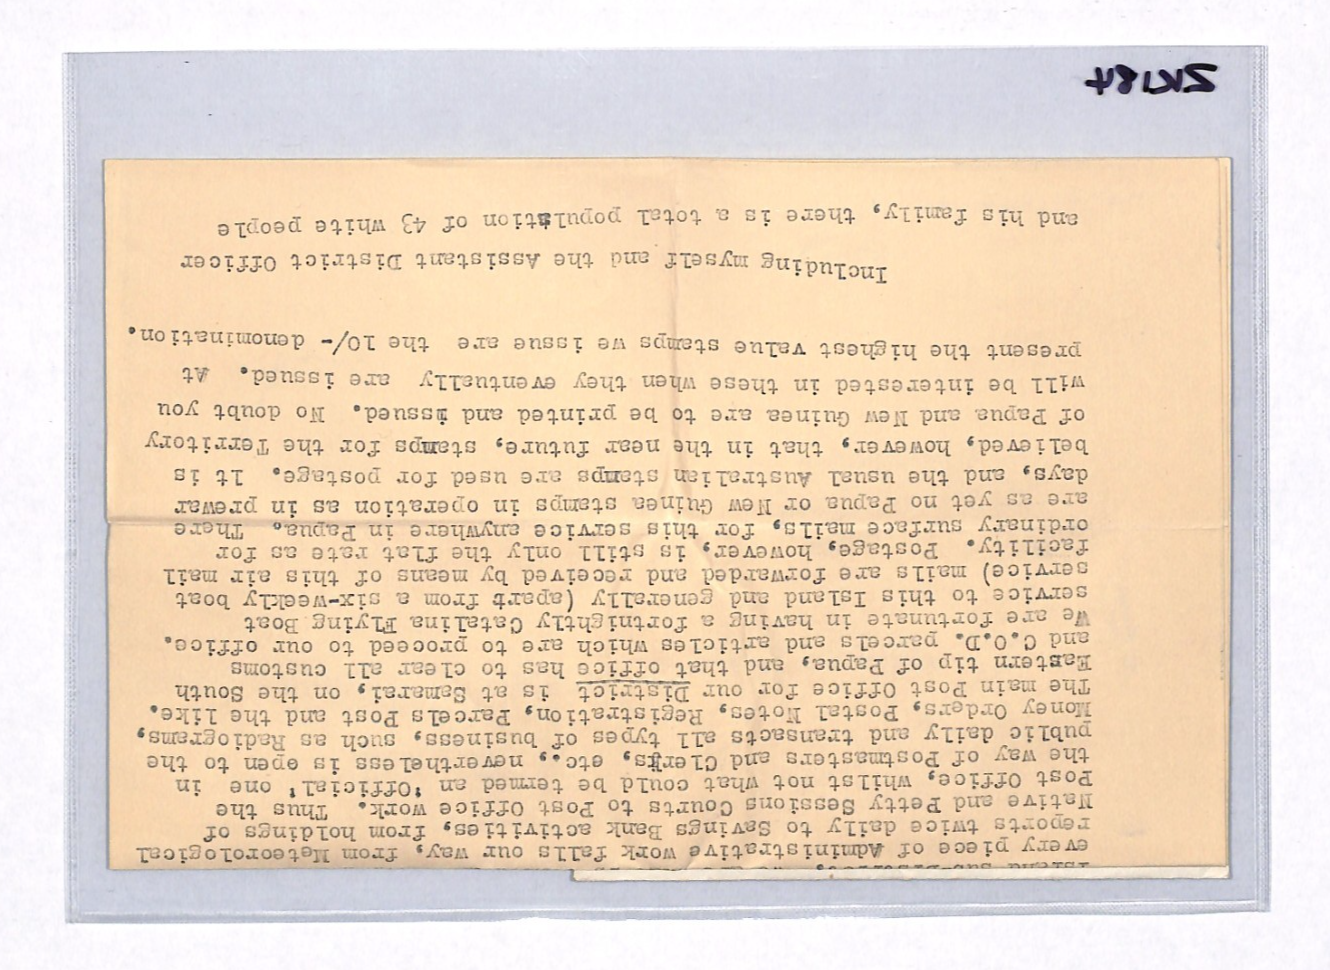 ZK184
Island Sub-District,
every piece of Administrative work falls our way, from Meteorological
reports twice daily to Savings Bank activities, from holdings of
Native and Petty Sessions Courts to Post Office work. Thus the
Post Office, whilst not what could be termed an 'Official' one in
the way of Postmasters and Clerks, etc., nevertheless is open to the
public daily and transacts all types of business, such as Radiograms,
Money Orders, Postal Notes, Registration, Parcels Post and the like.
The main Post Office for our District is at Samarai, on the South
Eastern tip of Papua, and that office has to clear all customs
and C.O.D. parcels and articles which are to proceed to our office.
We are fortunate in having a fortnightly Catalina Flying Boat
service to this Island and generally (apart from a six-weekly boat
service) mails are forwarded and received by means of this air mail
facility. Postage, however, is still only the flat rate as for
ordinary surface mails, for this service anywhere in Papua. There
are as yet no Papua or New Guinea stamps in operation as in prewar
days, and the usual Australian stamps are used for postage. It is
believed, however, that in the near future, stamps for the Territory
of Papua and New Guinea are to be printed and issued. No doubt you
will be interested in these when they eventually are issued. At
present the highest value stamps we issue are the 10/- denomination.
Including myself and the Assistant District Officer
and his family, there is a total population of 43 white people